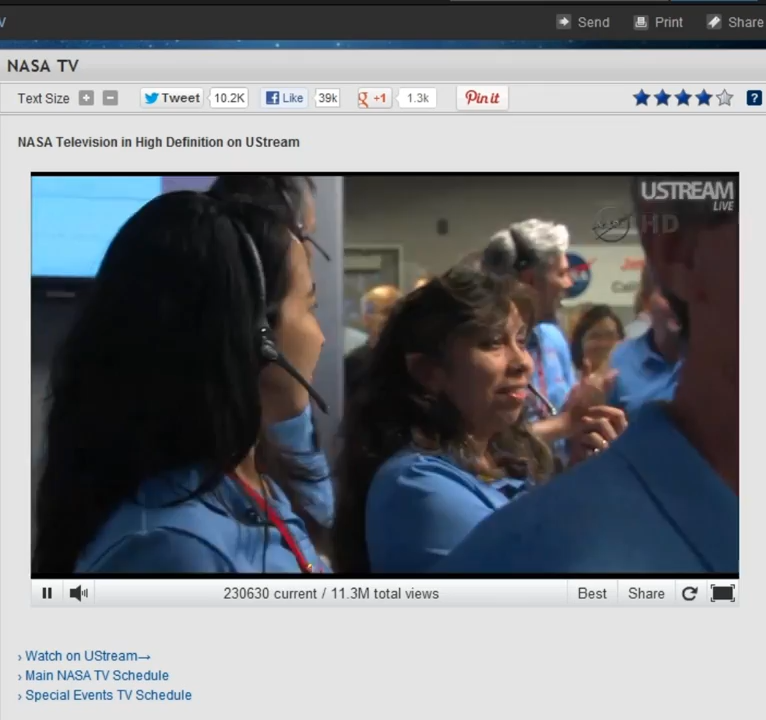 V
Send
Print
Share
NASA TV
Text Size + -
Tweet 10.2K
Like 39k
g +1 1.3k
Pin it
?
NASA Television in High Definition on UStream
USTREAM
LIVE
HD
NASA
230630 current / 11.3M total views
Best
Share
› Watch on UStream→
› Main NASA TV Schedule
› Special Events TV Schedule